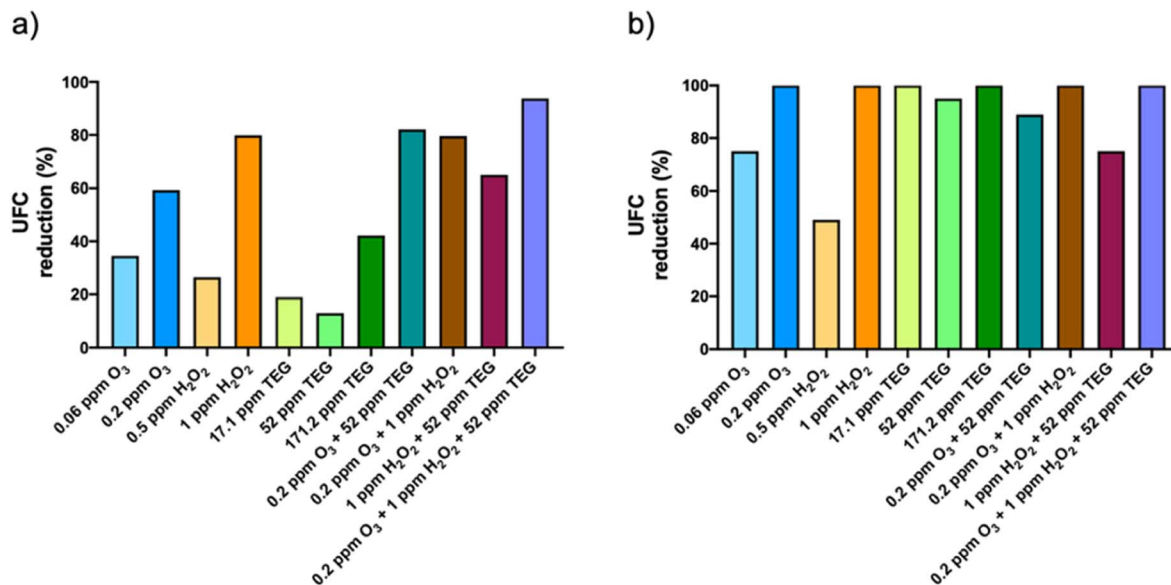 a)
UFC
reduction (%)
100
80
60
40
20
0
0.06 ppm O₃
0.2 ppm O₃
0.5 ppm H₂O₂
1 ppm H₂O₂
17.1 ppm TEG
52 ppm TEG
171.2 ppm TEG
0.2 ppm O₃ + 52 ppm TEG
0.2 ppm O₃ + 1 ppm H₂O₂
1 ppm H₂O₂ + 52 ppm TEG
0.2 ppm O₃ + 1 ppm H₂O₂ + 52 ppm TEG
b)
UFC
reduction (%)
100
80
60
40
20
0
0.06 ppm O₃
0.2 ppm O₃
0.5 ppm H₂O₂
1 ppm H₂O₂
17.1 ppm TEG
52 ppm TEG
171.2 ppm TEG
0.2 ppm O₃ + 52 ppm TEG
0.2 ppm O₃ + 1 ppm H₂O₂
1 ppm H₂O₂ + 52 ppm TEG
0.2 ppm O₃ + 1 ppm H₂O₂ + 52 ppm TEG